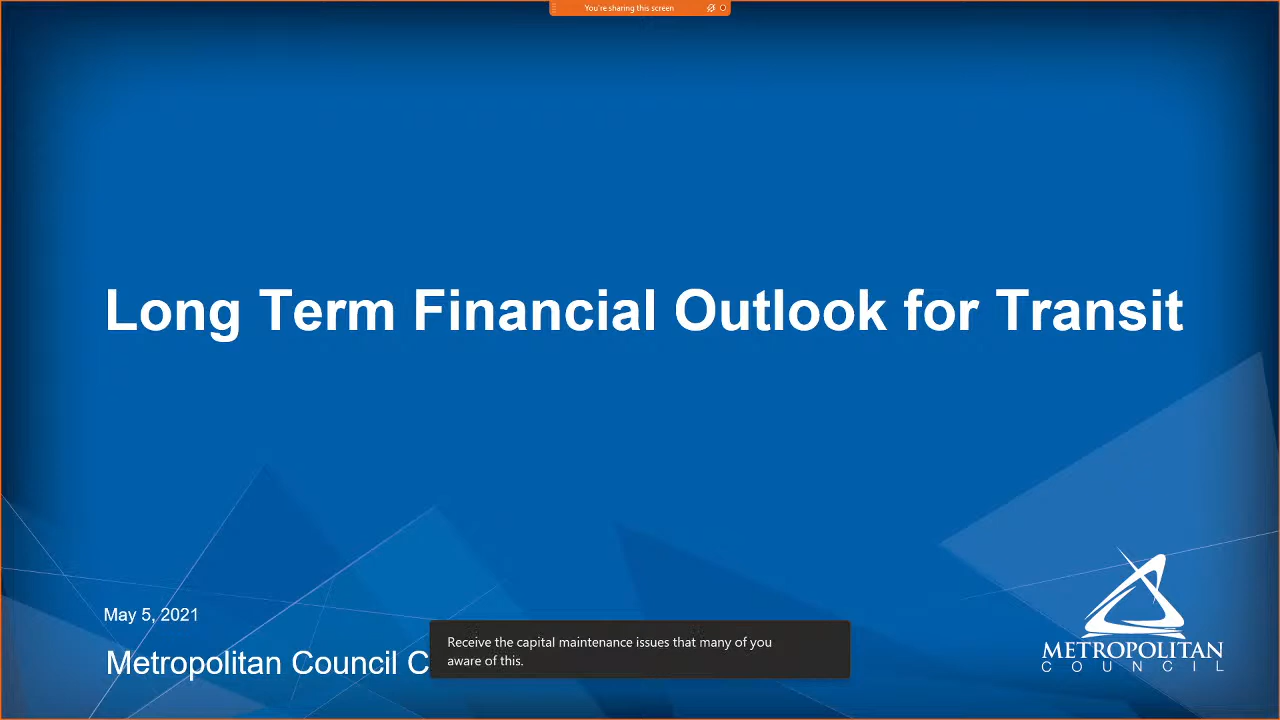 You're sharing this screen
Long Term Financial Outlook for Transit
May 5, 2021
Metropolitan Council C
Receive the capital maintenance issues that many of you
aware of this.
METROPOLITAN
COUNCIL